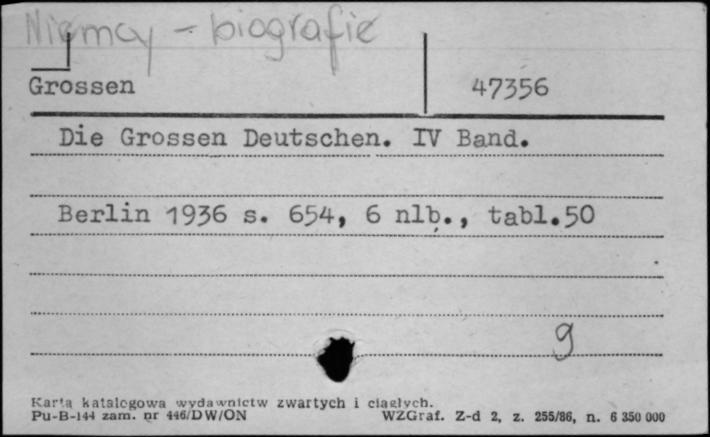 Niemcy - biografie
Grossen 47356
Die Grossen Deutschen. IV Band.
Berlin 1936 s. 654, 6 nlb., tabl.50
9
Karta katalogowa wydawnictw zwartych i ciągłych.
Pu-B-144 zam. nr 446/DW/ON WZGraf. Z-d 2, z. 255/86, n. 6 350 000